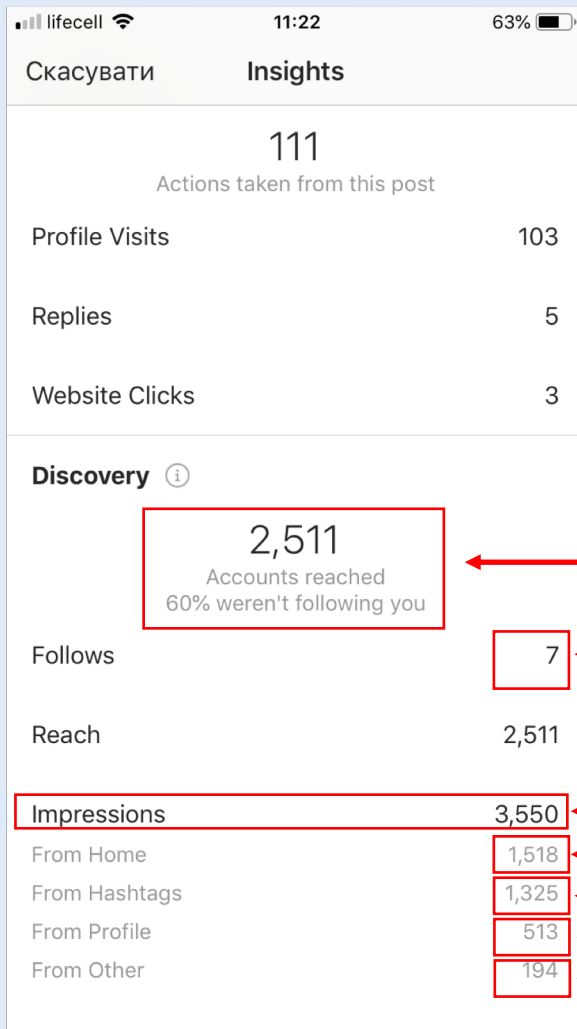 lifecell 11:22 63%
Скасувати Insights
111
Actions taken from this post
Profile Visits 103
Replies 5
Website Clicks 3
Discovery
2,511
Accounts reached
60% weren't following you
Follows 7
Reach 2,511
Impressions 3,550
From Home 1,518
From Hashtags 1,325
From Profile 513
From Other 194